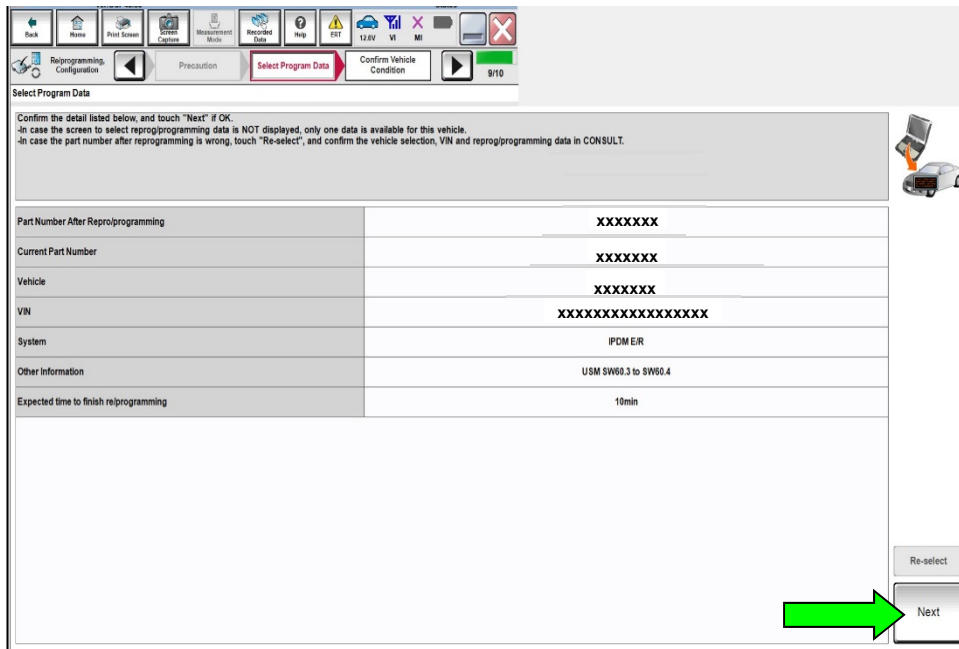 Back
Home
Print Screen
Screen Capture
Measurement Mode
Recorded Data
Help
ERT
12.0V
VI
MI
Re/programming, Configuration
Precaution
Select Program Data
Confirm Vehicle Condition
9/10
Select Program Data
Confirm the detail listed below, and touch "Next" if OK.
-In case the screen to select reprog/programming data is NOT displayed, only one data is available for this vehicle.
-In case the part number after reprogramming is wrong, touch "Re-select", and confirm the vehicle selection, VIN and reprog/programming data in CONSULT.
Part Number After Repro/programming
xxxxxxx
Current Part Number
xxxxxxx
Vehicle
xxxxxxx
VIN
xxxxxxxxxxxxxxxxx
System
IPDM E/R
Other Information
USM SW60.3 to SW60.4
Expected time to finish re/programming
10min
Re-select
Next